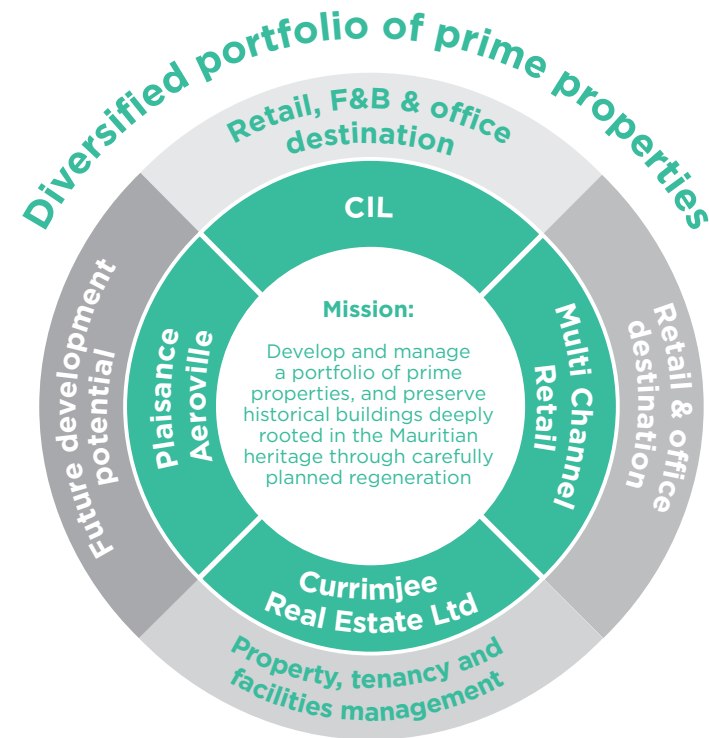 Diversified portfolio of prime properties
Retail, F&B & office
destination
CIL
Multi Channel
Retail
Retail & office
destination
Currimjee
Real Estate Ltd
Property, tenancy and
facilities management
Plaisance
Aeroville
Future development
potential
Mission:
Develop and manage
a portfolio of prime
properties, and preserve
historical buildings deeply
rooted in the Mauritian
heritage through carefully
planned regeneration